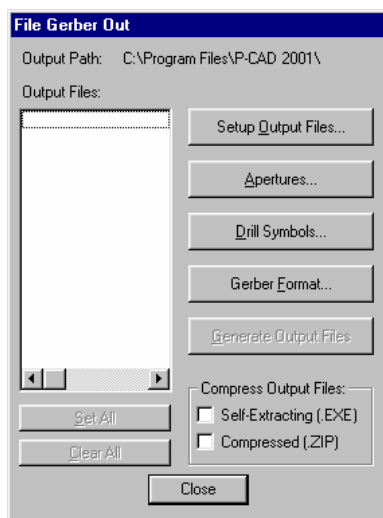 File Gerber Out
Output Path: C:\Program Files\P-CAD 2001\
Output Files:
Setup Output Files...
Apertures...
Drill Symbols...
Gerber Format...
Generate Output Files
Set All
Clear All
Compress Output Files:
Self-Extracting (.EXE)
Compressed (.ZIP)
Close